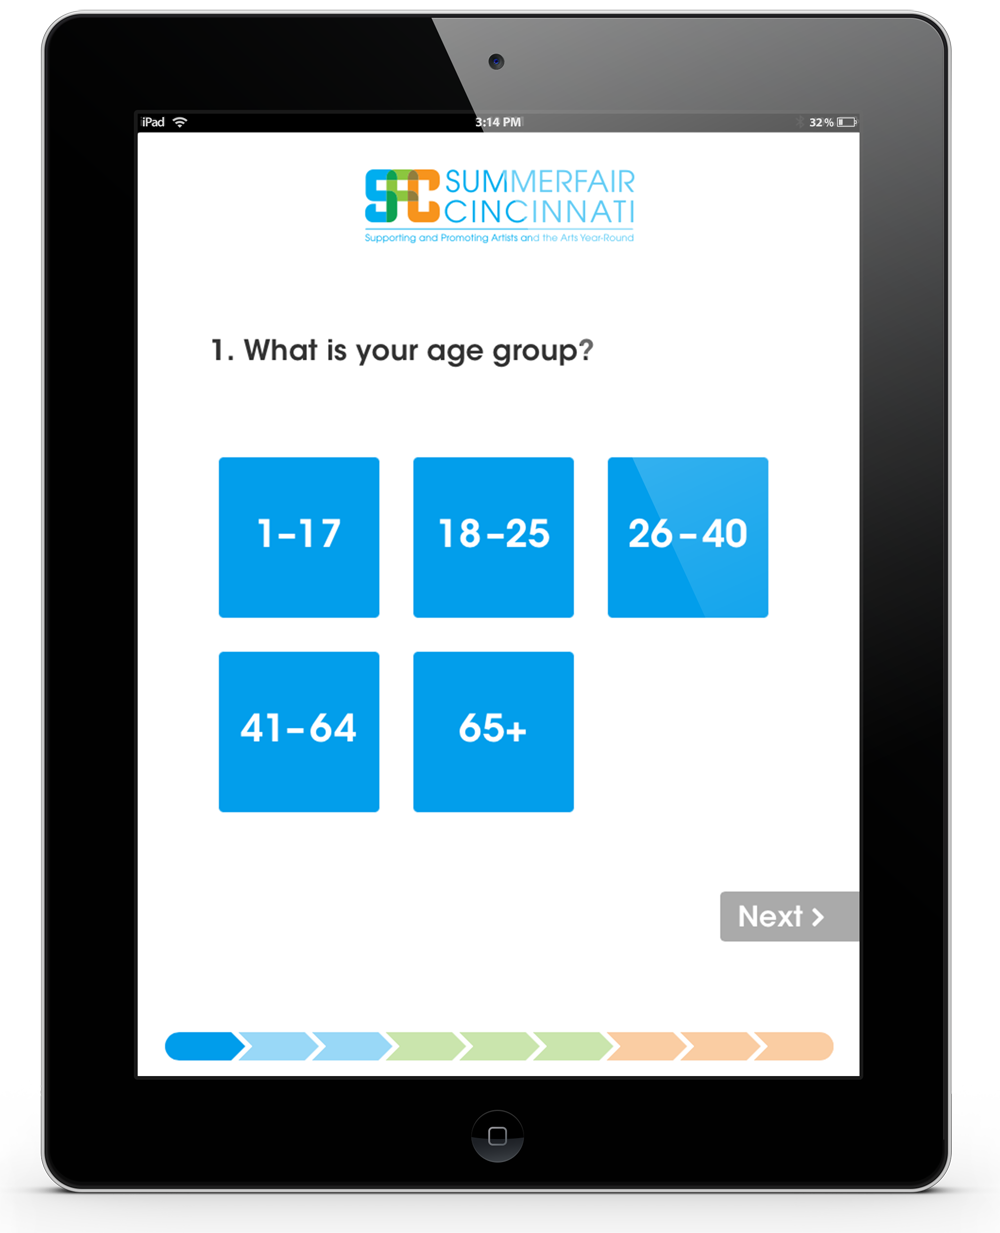 iPad 3:14 PM 32%
SFC SUMMERFAIR
CINCINNATI
Supporting and Promoting Artists and the Arts Year-Round
1. What is your age group?
1–17 18–25 26–40
41–64 65+
Next >